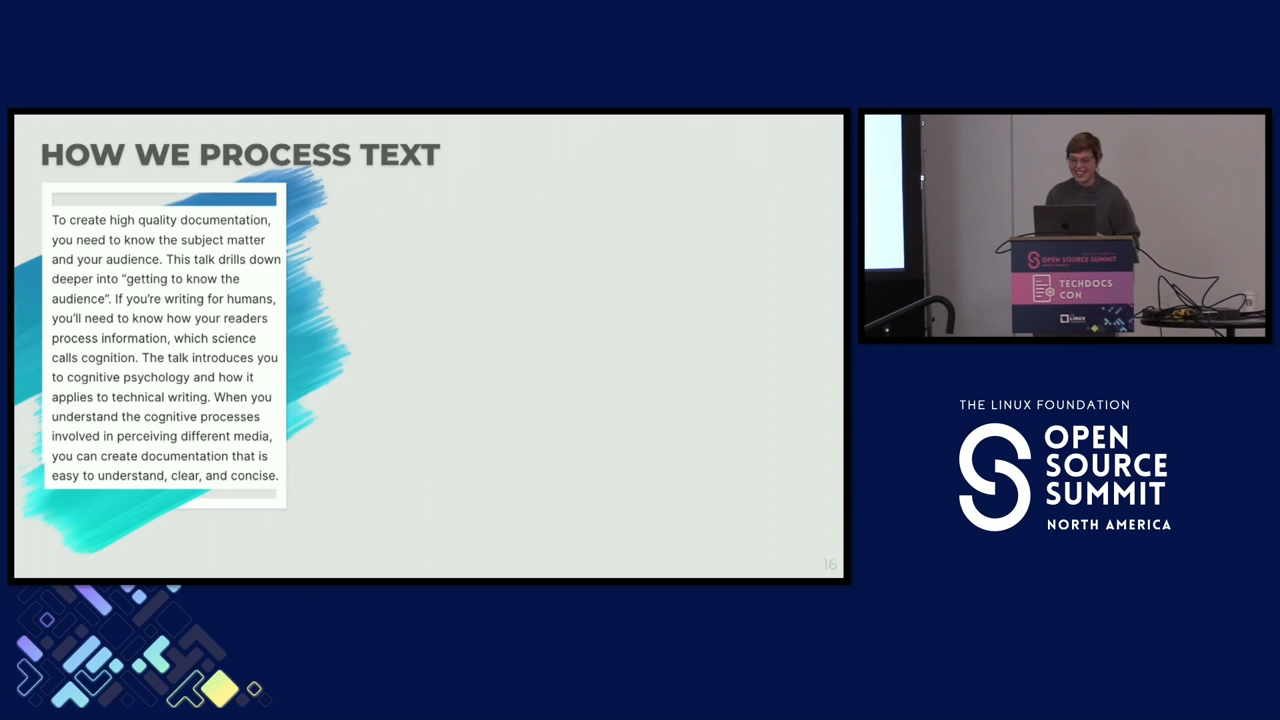 HOW WE PROCESS TEXT
To create high quality documentation,
you need to know the subject matter
and your audience. This talk drills down
deeper into “getting to know the
audience”. If you’re writing for humans,
you’ll need to know how your readers
process information, which science
calls cognition. The talk introduces you
to cognitive psychology and how it
applies to technical writing. When you
understand the cognitive processes
involved in perceiving different media,
you can create documentation that is
easy to understand, clear, and concise.
16
OPEN SOURCE SUMMIT
TECHDOCS
CON
LINUX
THE LINUX FOUNDATION
OPEN
SOURCE
SUMMIT
NORTH AMERICA